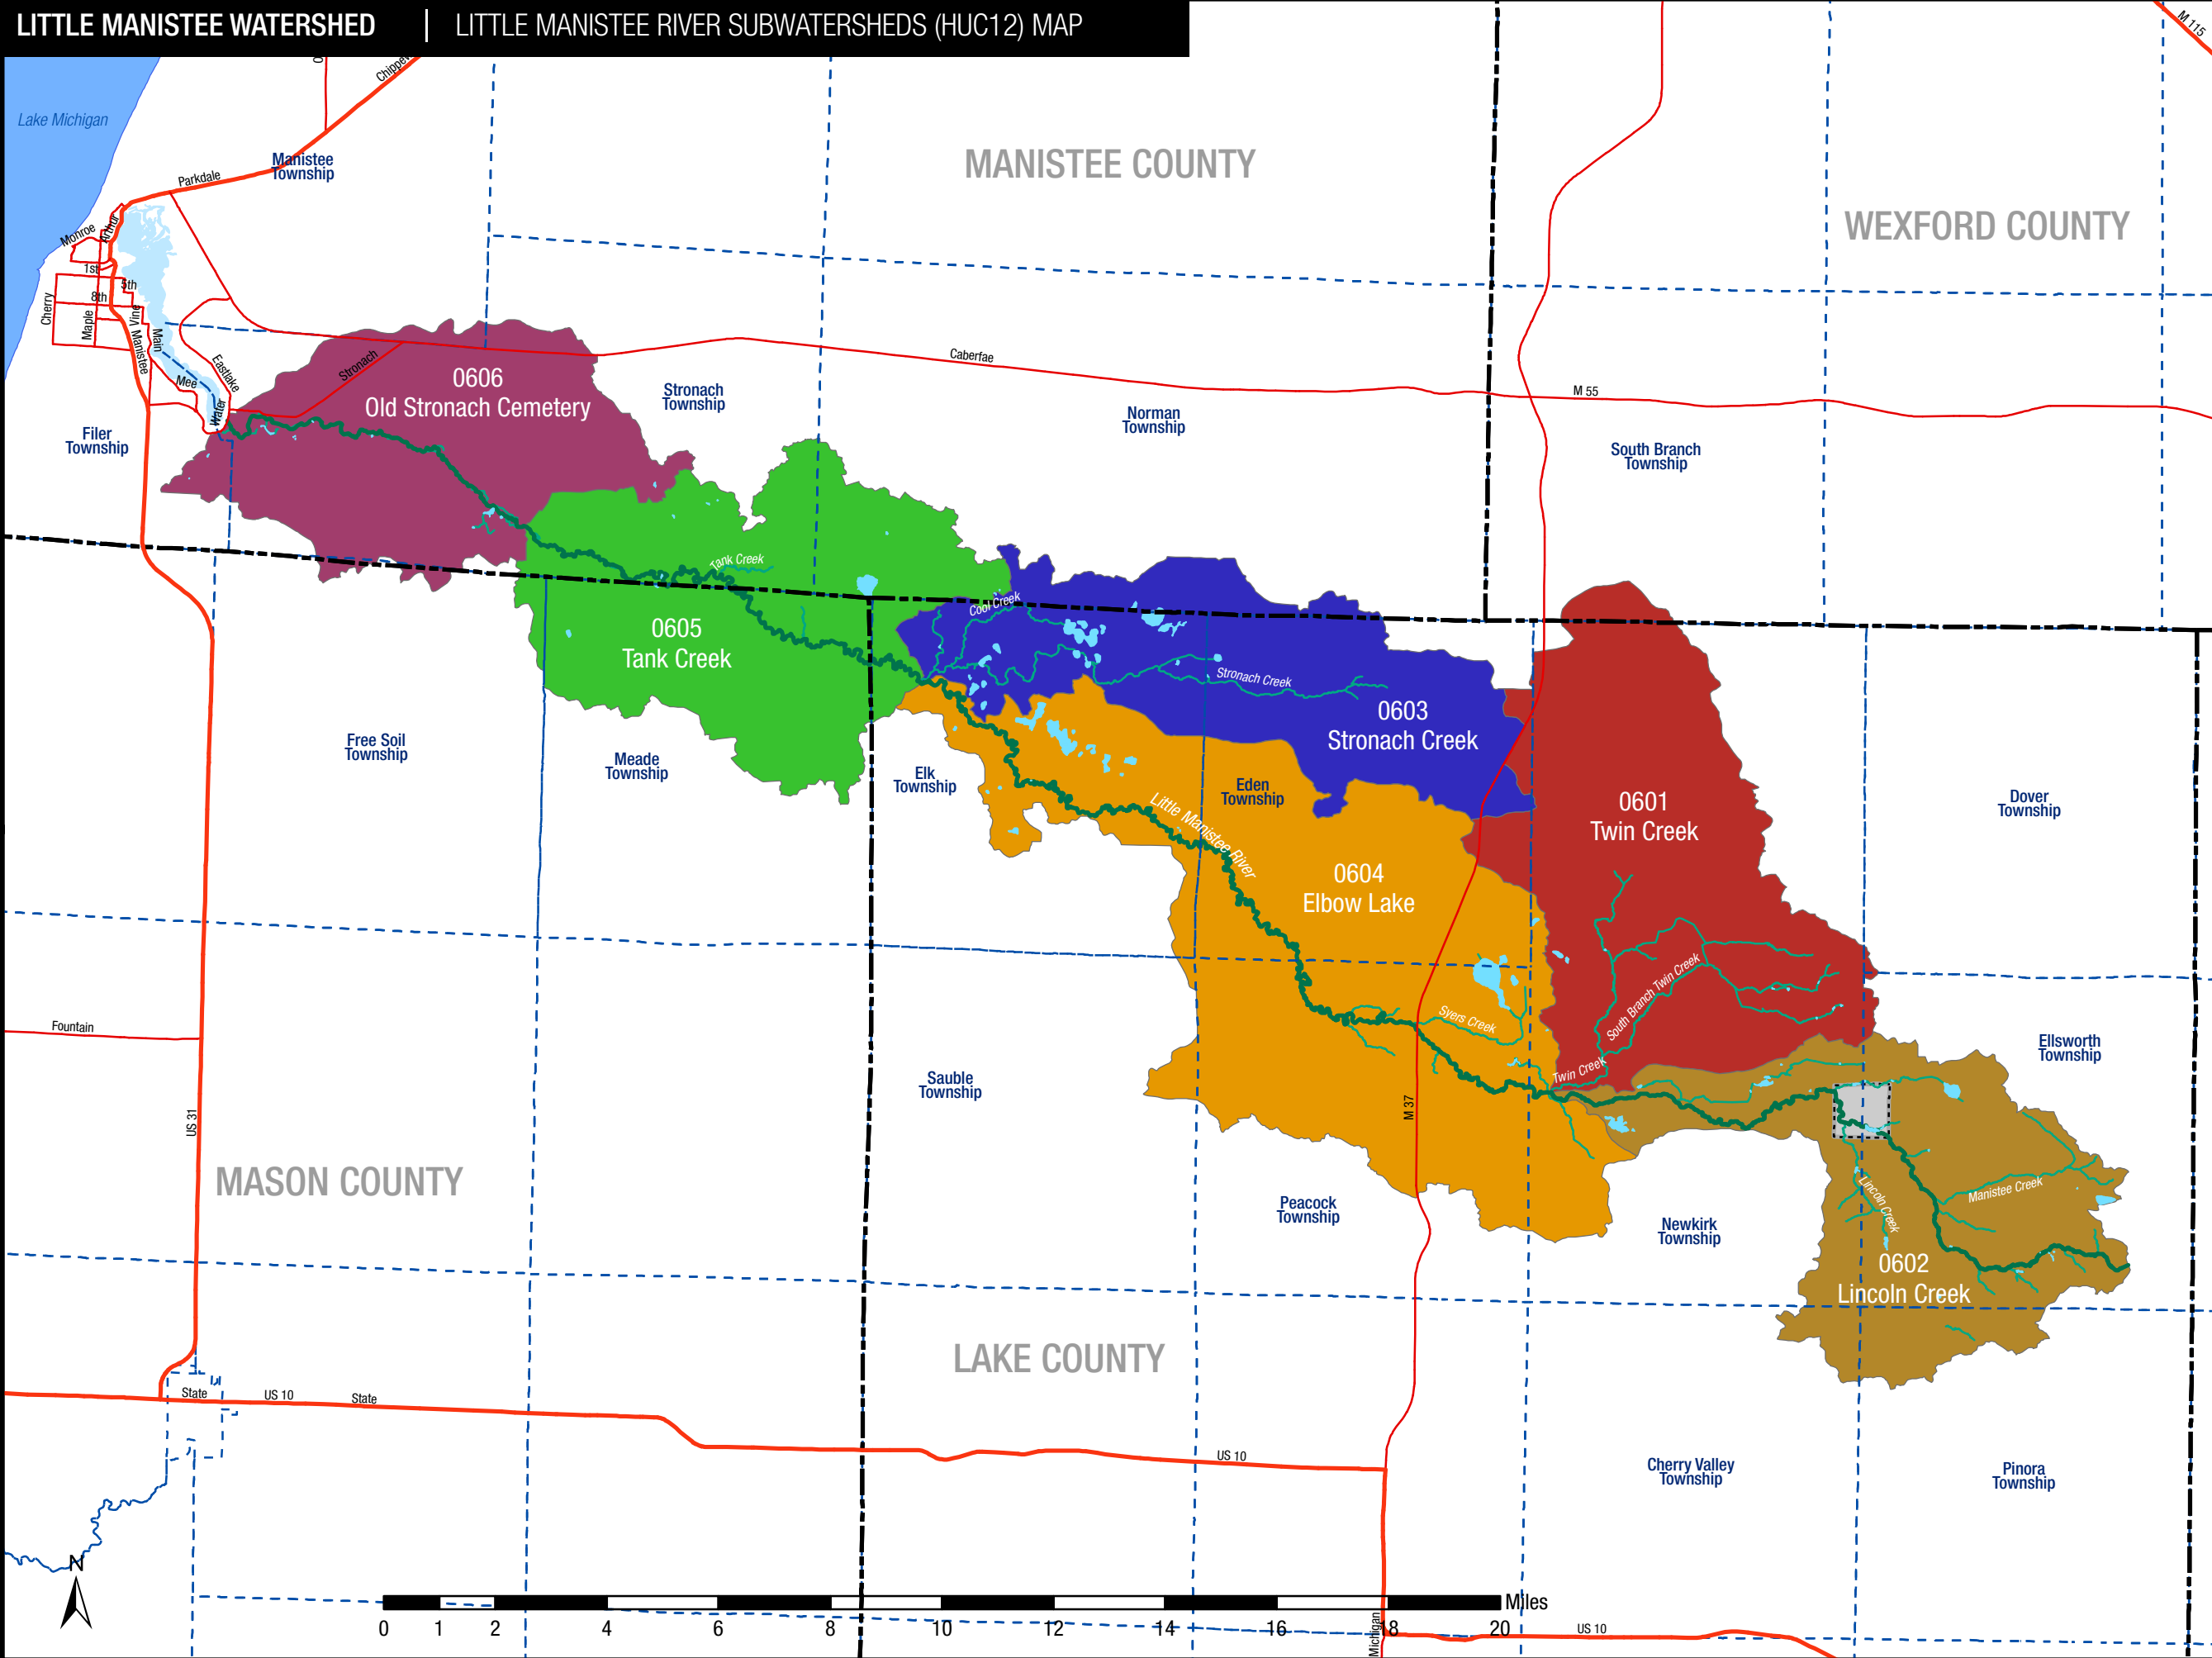 LITTLE MANISTEE WATERSHED | LITTLE MANISTEE RIVER SUBWATERSHEDS (HUC12) MAP
M 115
Chippew
Lake Michigan
Manistee
Township
Parkdale
MANISTEE COUNTY
WEXFORD COUNTY
Monroe
Arthur
1st
5th
8th
Cherry
Maple
Vine
Main
Manistee
Mee
Eastlake
Water
Stronach
Caberfae
M 55
0606
Old Stronach Cemetery
Stronach
Township
Norman
Township
Filer
Township
South Branch
Township
Tank Creek
Cool Creek
0605
Tank Creek
Stronach Creek
0603
Stronach Creek
Free Soil
Township
Meade
Township
Elk
Township
Eden
Township
Little Manistee River
0601
Twin Creek
Dover
Township
0604
Elbow Lake
South Branch Twin Creek
Syers Creek
Twin Creek
Fountain
Ellsworth
Township
Sauble
Township
US 31
M 37
MASON COUNTY
Peacock
Township
Newkirk
Township
Lincoln Creek
Manistee Creek
0602
Lincoln Creek
LAKE COUNTY
State
US 10
State
US 10
Cherry Valley
Township
Pinora
Township
N
Miles
0 1 2 4 6 8 10 12 14 16 18 20
Michigan
US 10